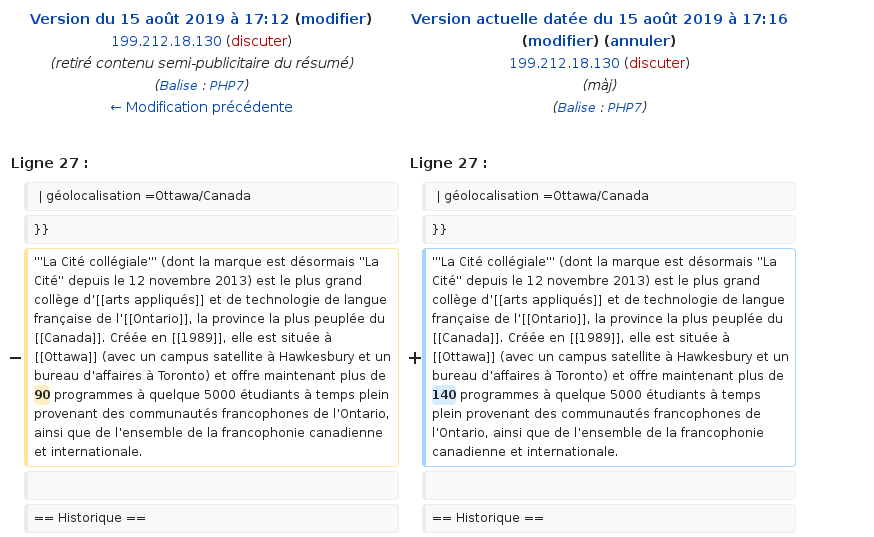 Version du 15 août 2019 à 17:12 (modifier)
199.212.18.130 (discuter)
(retiré contenu semi-publicitaire du résumé)
(Balise : PHP7)
← Modification précédente
Version actuelle datée du 15 août 2019 à 17:16
(modifier) (annuler)
199.212.18.130 (discuter)
(màj)
(Balise : PHP7)
Ligne 27 :
| géolocalisation =Ottawa/Canada
}}
−
'''La Cité collégiale''' (dont la marque est désormais "La
Cité" depuis le 12 novembre 2013) est le plus grand
collège d'[[arts appliqués]] et de technologie de langue
française de l'[[Ontario]], la province la plus peuplée du
[[Canada]]. Créée en [[1989]], elle est située à
[[Ottawa]] (avec un campus satellite à Hawkesbury et un
bureau d'affaires à Toronto) et offre maintenant plus de
90 programmes à quelque 5000 étudiants à temps plein
provenant des communautés francophones de l'Ontario,
ainsi que de l'ensemble de la francophonie canadienne
et internationale.
== Historique ==
Ligne 27 :
| géolocalisation =Ottawa/Canada
}}
+
'''La Cité collégiale''' (dont la marque est désormais "La
Cité" depuis le 12 novembre 2013) est le plus grand
collège d'[[arts appliqués]] et de technologie de langue
française de l'[[Ontario]], la province la plus peuplée du
[[Canada]]. Créée en [[1989]], elle est située à
[[Ottawa]] (avec un campus satellite à Hawkesbury et un
bureau d'affaires à Toronto) et offre maintenant plus de
140 programmes à quelque 5000 étudiants à temps
plein provenant des communautés francophones de
l'Ontario, ainsi que de l'ensemble de la francophonie
canadienne et internationale.
== Historique ==